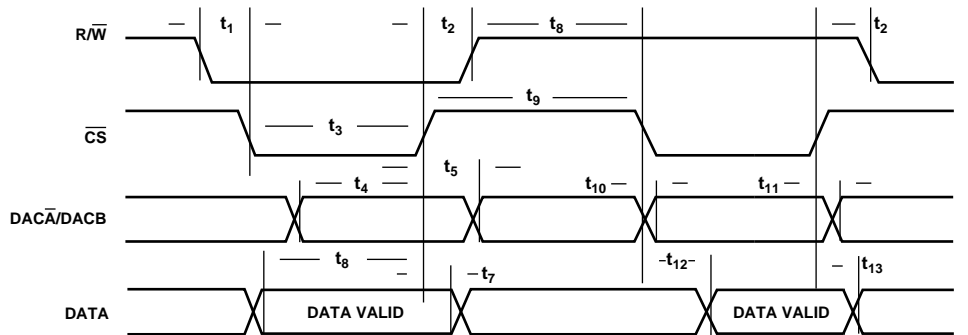 t1 t2 t8 t2
R/W̅
t9
C̅S̅ t3
t5
t4 t10 t11
DACA̅/DACB
t8 t7 t12 t13
DATA DATA VALID DATA VALID